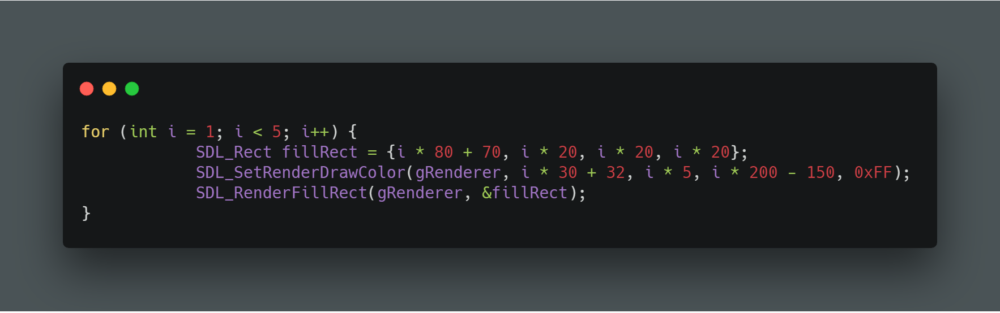 for (int i = 1; i < 5; i++) {
            SDL_Rect fillRect = {i * 80 + 70, i * 20, i * 20, i * 20};
            SDL_SetRenderDrawColor(gRenderer, i * 30 + 32, i * 5, i * 200 - 150, 0xFF);
            SDL_RenderFillRect(gRenderer, &fillRect);
}